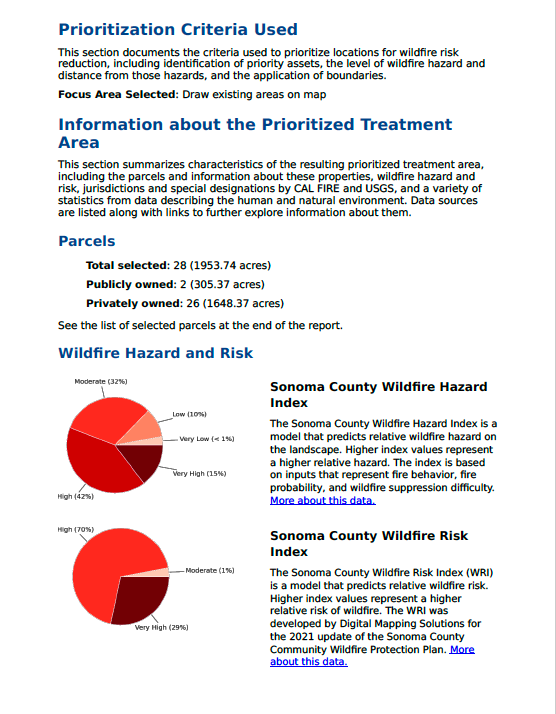 Prioritization Criteria Used
This section documents the criteria used to prioritize locations for wildfire risk
reduction, including identification of priority assets, the level of wildfire hazard and
distance from those hazards, and the application of boundaries.
Focus Area Selected: Draw existing areas on map
Information about the Prioritized Treatment
Area
This section summarizes characteristics of the resulting prioritized treatment area,
including the parcels and information about these properties, wildfire hazard and
risk, jurisdictions and special designations by CAL FIRE and USGS, and a variety of
statistics from data describing the human and natural environment. Data sources
are listed along with links to further explore information about them.
Parcels
Total selected: 28 (1953.74 acres)
Publicly owned: 2 (305.37 acres)
Privately owned: 26 (1648.37 acres)
See the list of selected parcels at the end of the report.
Wildfire Hazard and Risk
Moderate (32%)
Low (10%)
Very Low (< 1%)
Very High (15%)
High (42%)
Sonoma County Wildfire Hazard
Index
The Sonoma County Wildfire Hazard Index is a
model that predicts relative wildfire hazard on
the landscape. Higher index values represent
a higher relative hazard. The index is based
on inputs that represent fire behavior, fire
probability, and wildfire suppression difficulty.
More about this data.
High (70%)
Moderate (1%)
Very High (29%)
Sonoma County Wildfire Risk
Index
The Sonoma County Wildfire Risk Index (WRI)
is a model that predicts relative wildfire risk.
Higher index values represent a higher
relative risk of wildfire. The WRI was
developed by Digital Mapping Solutions for
the 2021 update of the Sonoma County
Community Wildfire Protection Plan. More
about this data.